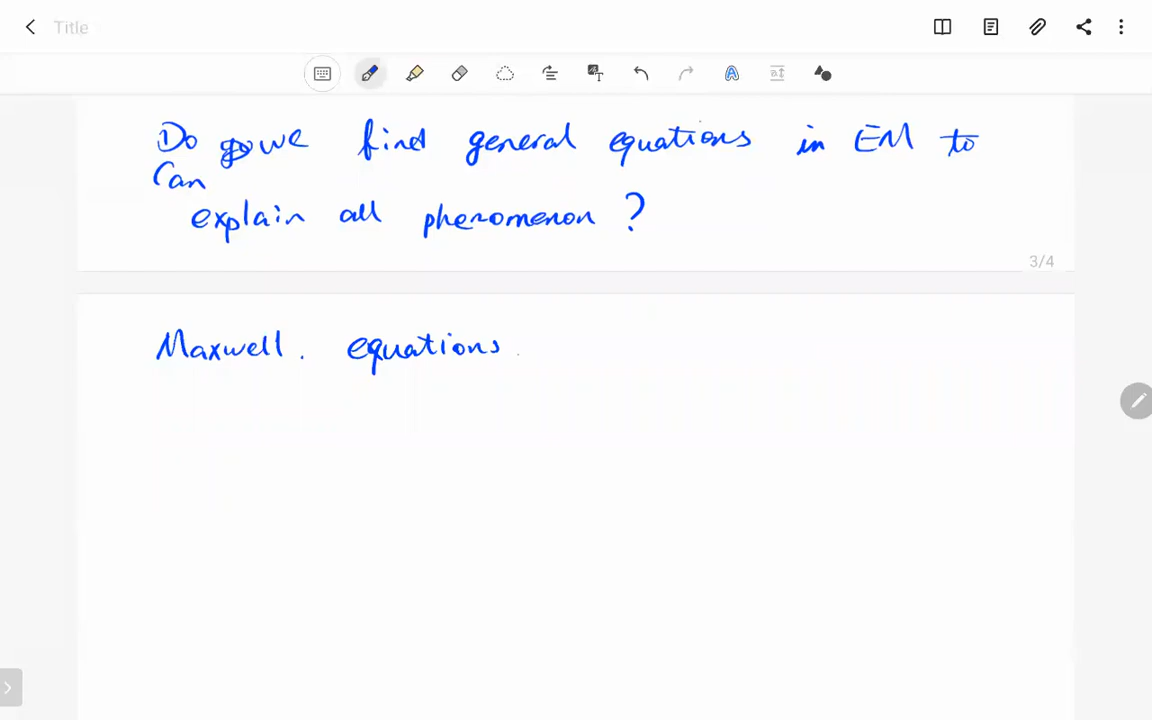 Title
Do we find general equations in EM to
Can
explain all phenomenon ?
3/4
Maxwell. equations